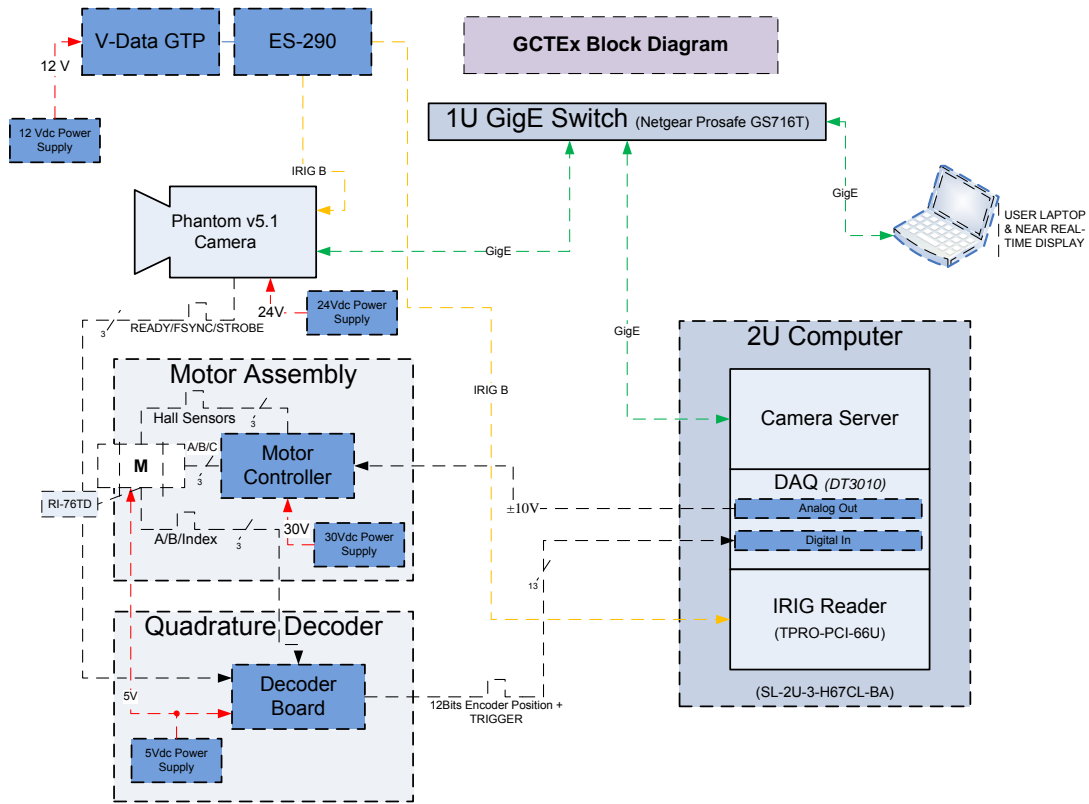 V-Data GTP
ES-290
GCTEx Block Diagram
12 V
12 Vdc Power
Supply
1U GigE Switch (Netgear Prosafe GS716T)
IRIG B
GigE
USER LAPTOP
& NEAR REAL-
TIME DISPLAY
Phantom v5.1
Camera
GigE
24V
24Vdc Power
Supply
3
READY/FSYNC/STROBE
GigE
2U Computer
Motor Assembly
IRIG B
Hall Sensors
3
Camera Server
A/B/C
M
3
Motor
Controller
DAQ (DT3010)
RI-76TD
±10V
Analog Out
A/B/Index
3
30V
30Vdc Power
Supply
Digital In
13
IRIG Reader
(TPRO-PCI-66U)
Quadrature Decoder
5V
Decoder
Board
12Bits Encoder Position +
TRIGGER
(SL-2U-3-H67CL-BA)
5Vdc Power
Supply